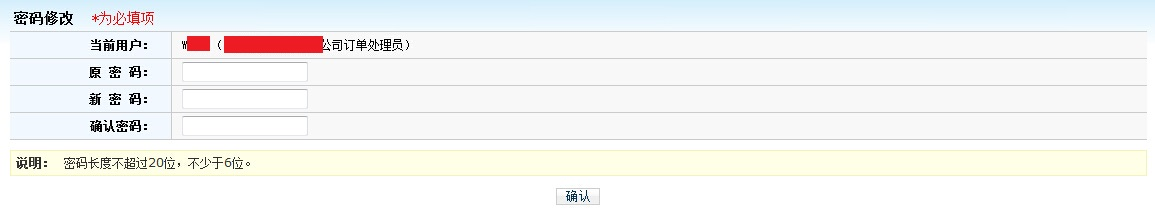 密码修改 *为必填项
当前用户： W（公司订单处理员）
原 密 码：
新 密 码：
确认密码：
说明： 密码长度不超过20位，不少于6位。
确认